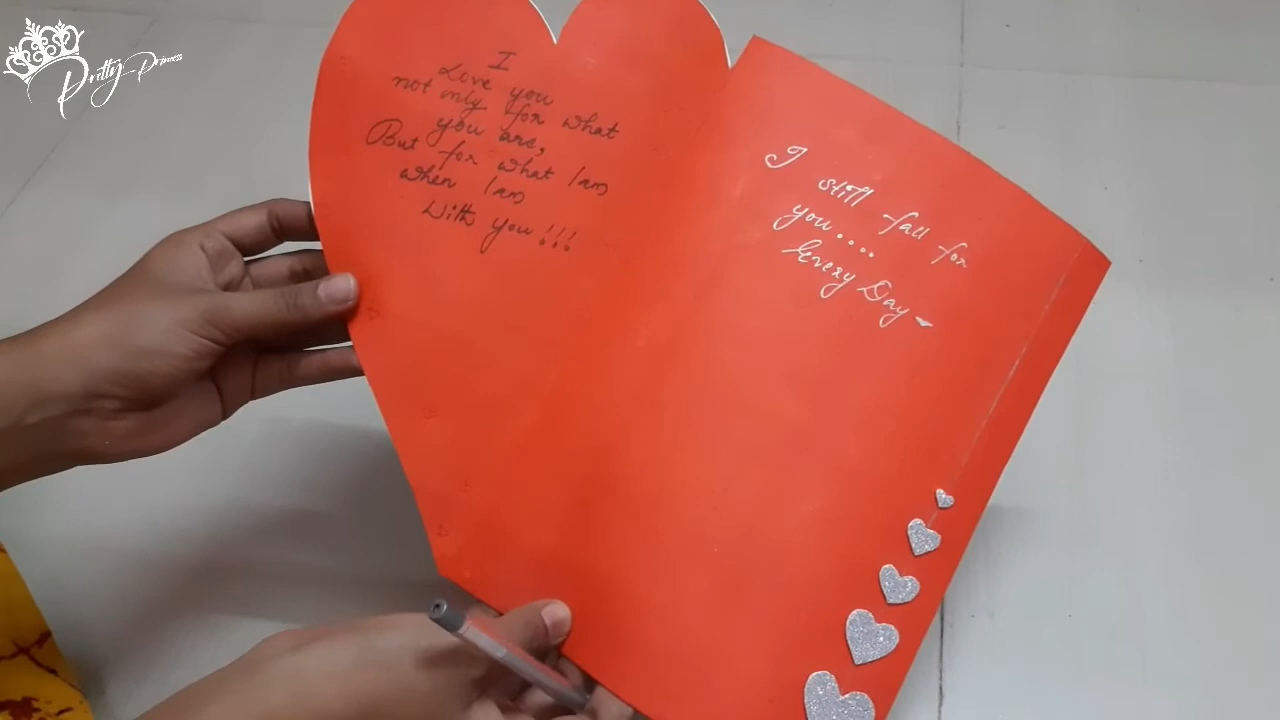 Pretty Princess
I
Love you
not only for what
you are,
But for what I am
when I am
With you!!!
I
still fall for
you....
Every Day